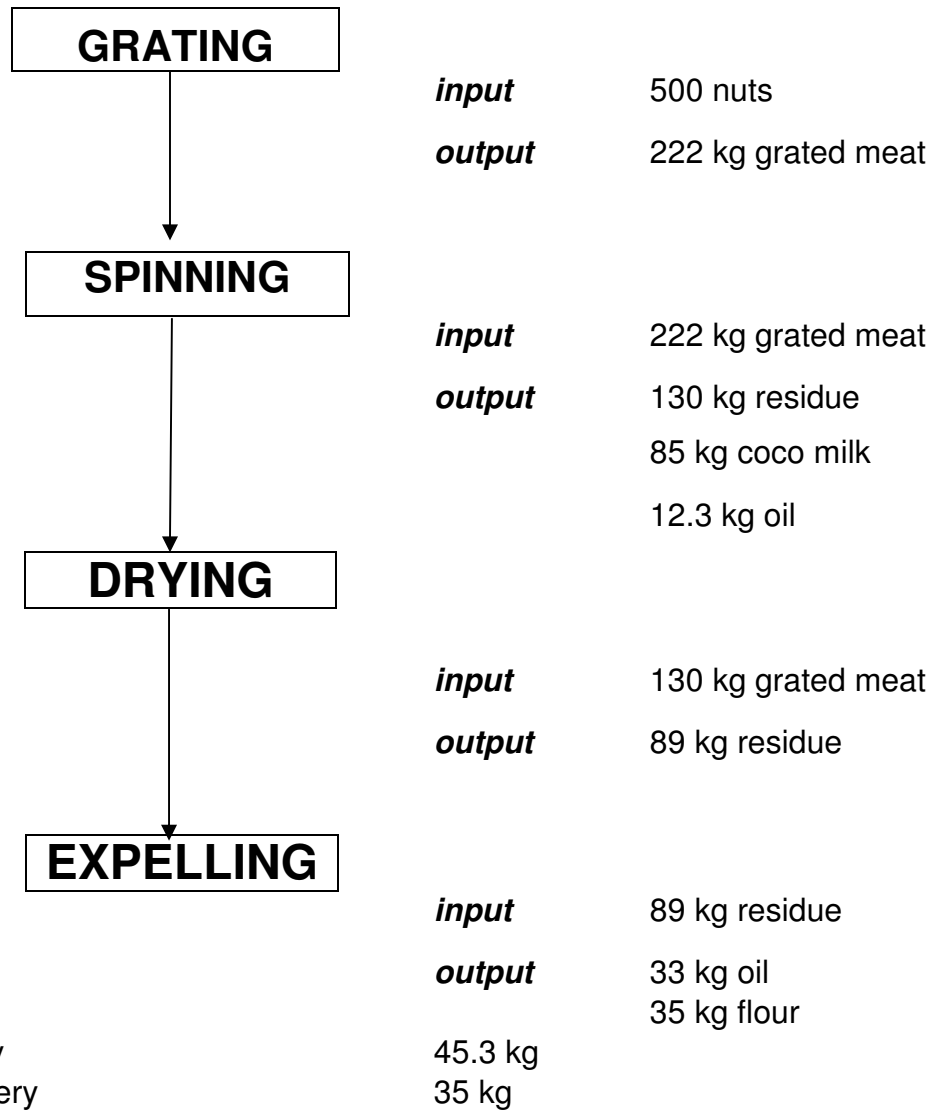 GRATING
input 500 nuts
output 222 kg grated meat
SPINNING
input 222 kg grated meat
output 130 kg residue
85 kg coco milk
12.3 kg oil
DRYING
input 130 kg grated meat
output 89 kg residue
EXPELLING
input 89 kg residue
output 33 kg oil
35 kg flour
45.3 kg
35 kg